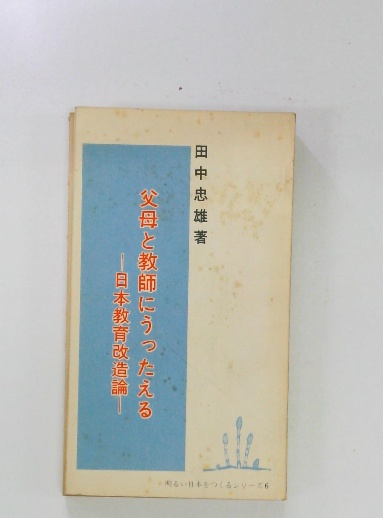 田中忠雄著
父母と教師にうったえる
―日本教育改造論―
明るい日本をつくるシリーズ6